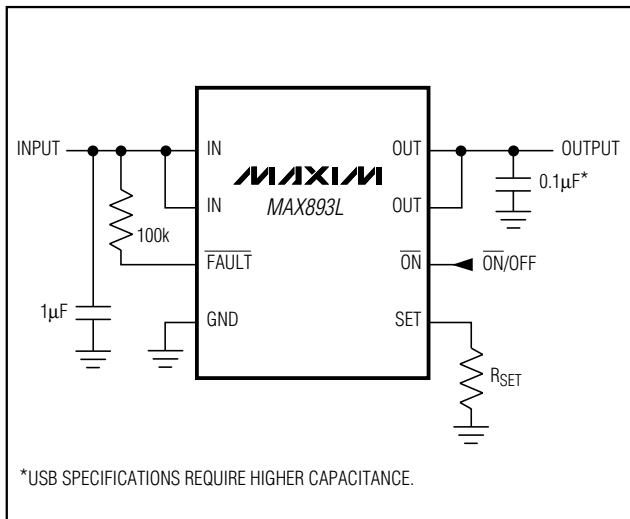 INPUT
IN
OUT
OUTPUT
MAXIM
0.1µF*
IN
MAX893L
OUT
100k
FAULT
ON
ON/OFF
1µF
GND
SET
RSET
*USB SPECIFICATIONS REQUIRE HIGHER CAPACITANCE.